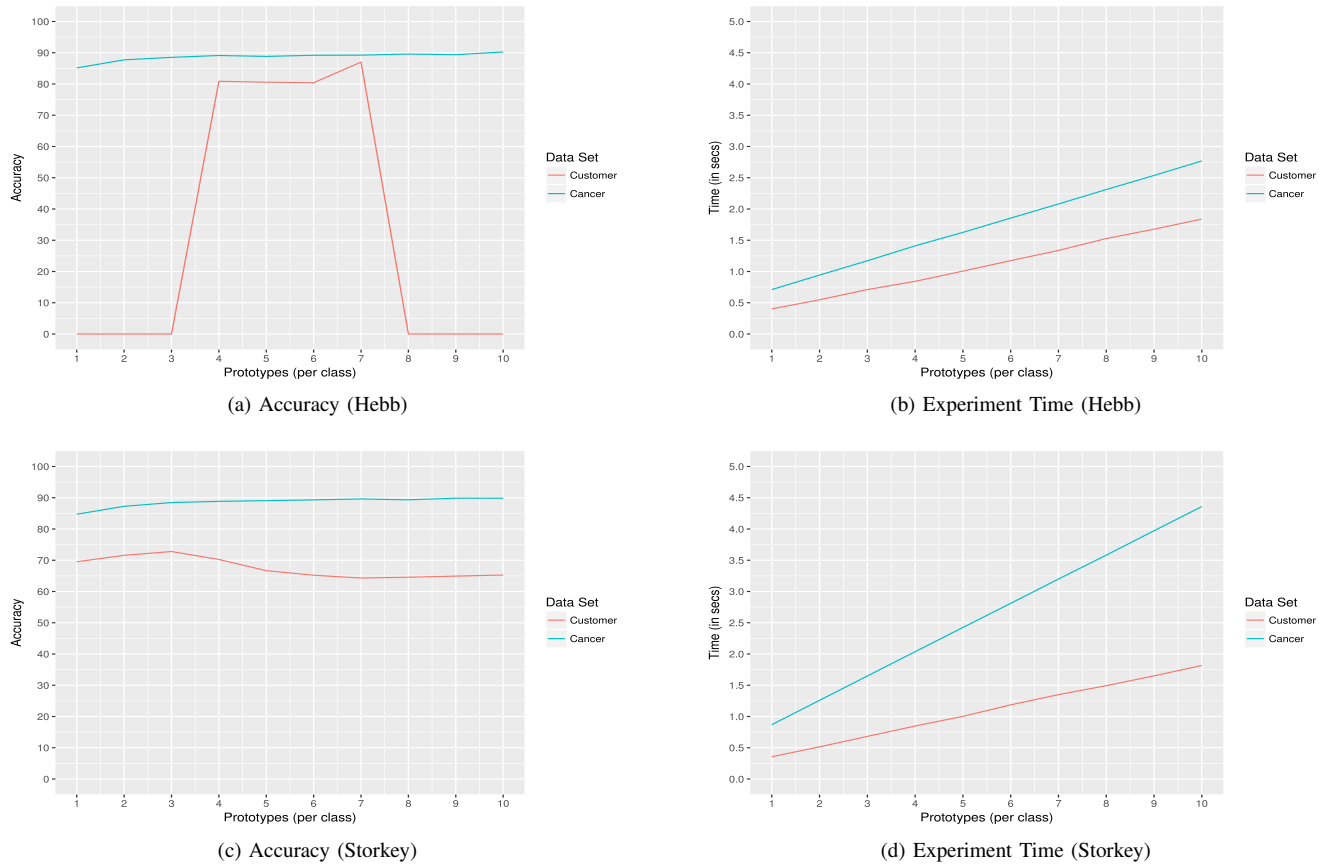 100
90
80
70
60
50
40
30
20
10
0
Accuracy
1 2 3 4 5 6 7 8 9 10
Prototypes (per class)
Data Set
Customer
Cancer
(a) Accuracy (Hebb)
5.0
4.5
4.0
3.5
3.0
2.5
2.0
1.5
1.0
0.5
0.0
Time (in secs)
1 2 3 4 5 6 7 8 9 10
Prototypes (per class)
Data Set
Customer
Cancer
(b) Experiment Time (Hebb)
100
90
80
70
60
50
40
30
20
10
0
Accuracy
1 2 3 4 5 6 7 8 9 10
Prototypes (per class)
Data Set
Customer
Cancer
(c) Accuracy (Storkey)
5.0
4.5
4.0
3.5
3.0
2.5
2.0
1.5
1.0
0.5
0.0
Time (in secs)
1 2 3 4 5 6 7 8 9 10
Prototypes (per class)
Data Set
Customer
Cancer
(d) Experiment Time (Storkey)